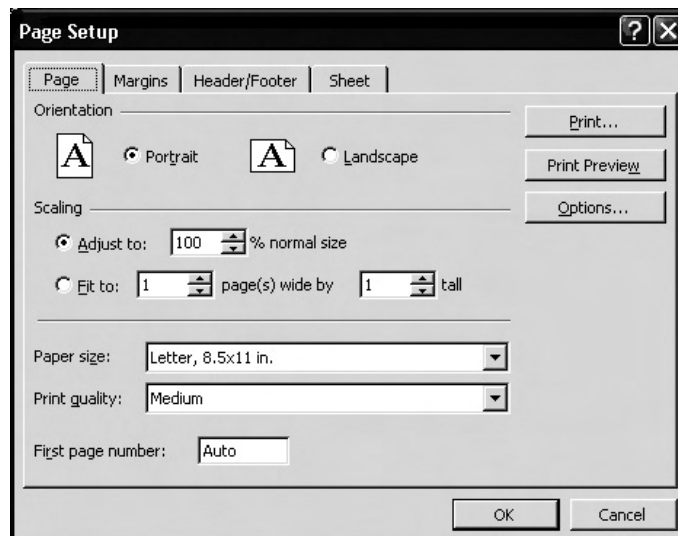 Page Setup
Page Margins Header/Footer Sheet
Orientation
A Portrait A Landscape
Print...
Print Preview
Options...
Scaling
Adjust to: 100 % normal size
Fit to: 1 page(s) wide by 1 tall
Paper size: Letter, 8.5x11 in.
Print quality: Medium
First page number: Auto
OK Cancel